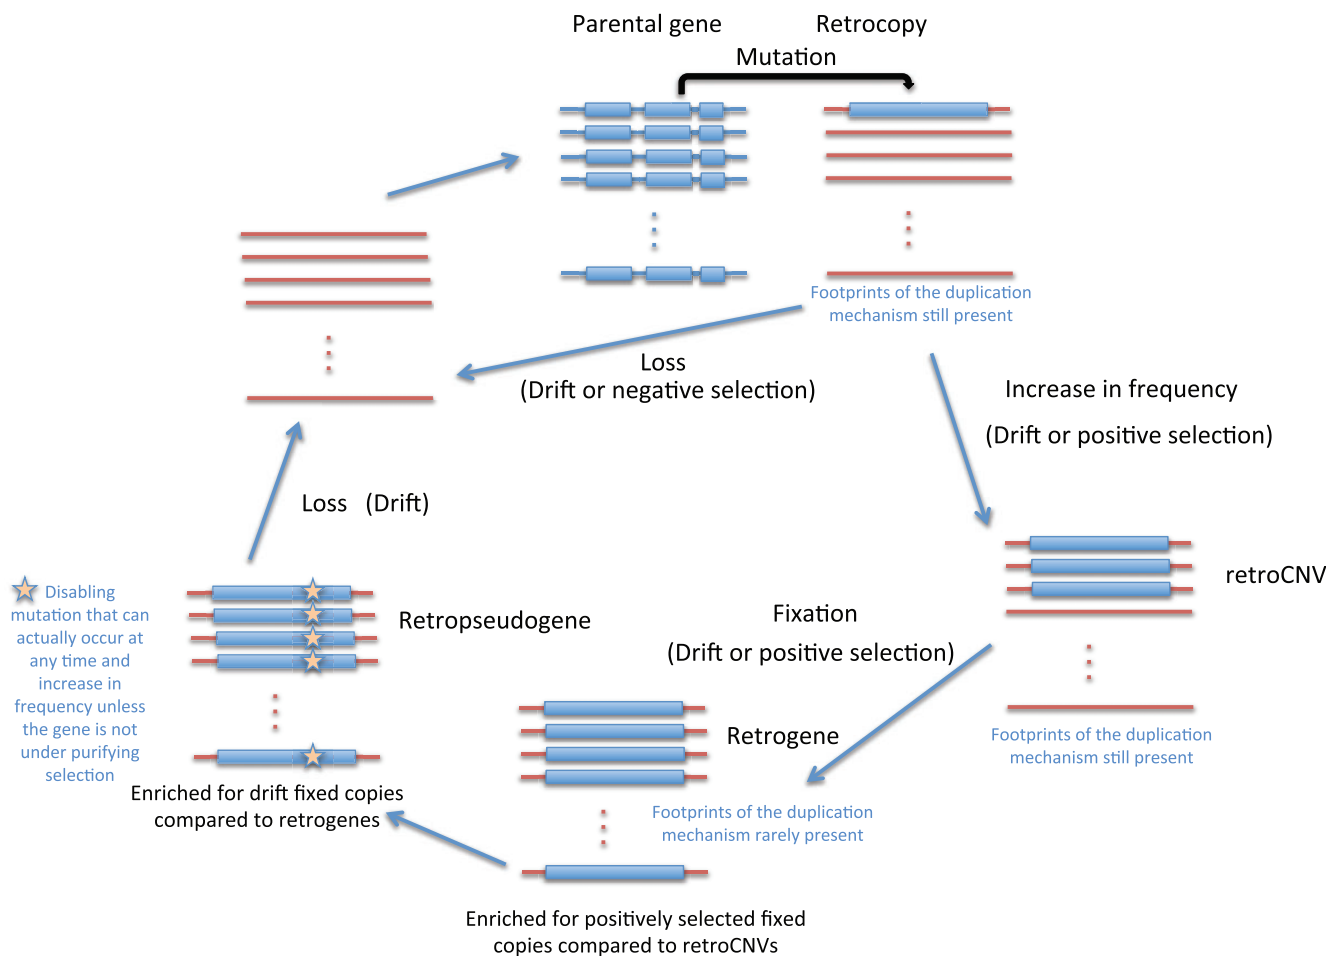 Parental gene
Retrocopy
Mutation
Footprints of the duplication
mechanism still present
Loss
(Drift or negative selection)
Increase in frequency
(Drift or positive selection)
Loss (Drift)
retroCNV
Disabling
mutation that can
actually occur at
any time and
increase in
frequency unless
the gene is not
under purifying
selection
Retropseudogene
Fixation
(Drift or positive selection)
Retrogene
Footprints of the duplication
mechanism still present
Enriched for drift fixed copies
compared to retrogenes
Footprints of the duplication
mechanism rarely present
Enriched for positively selected fixed
copies compared to retroCNVs